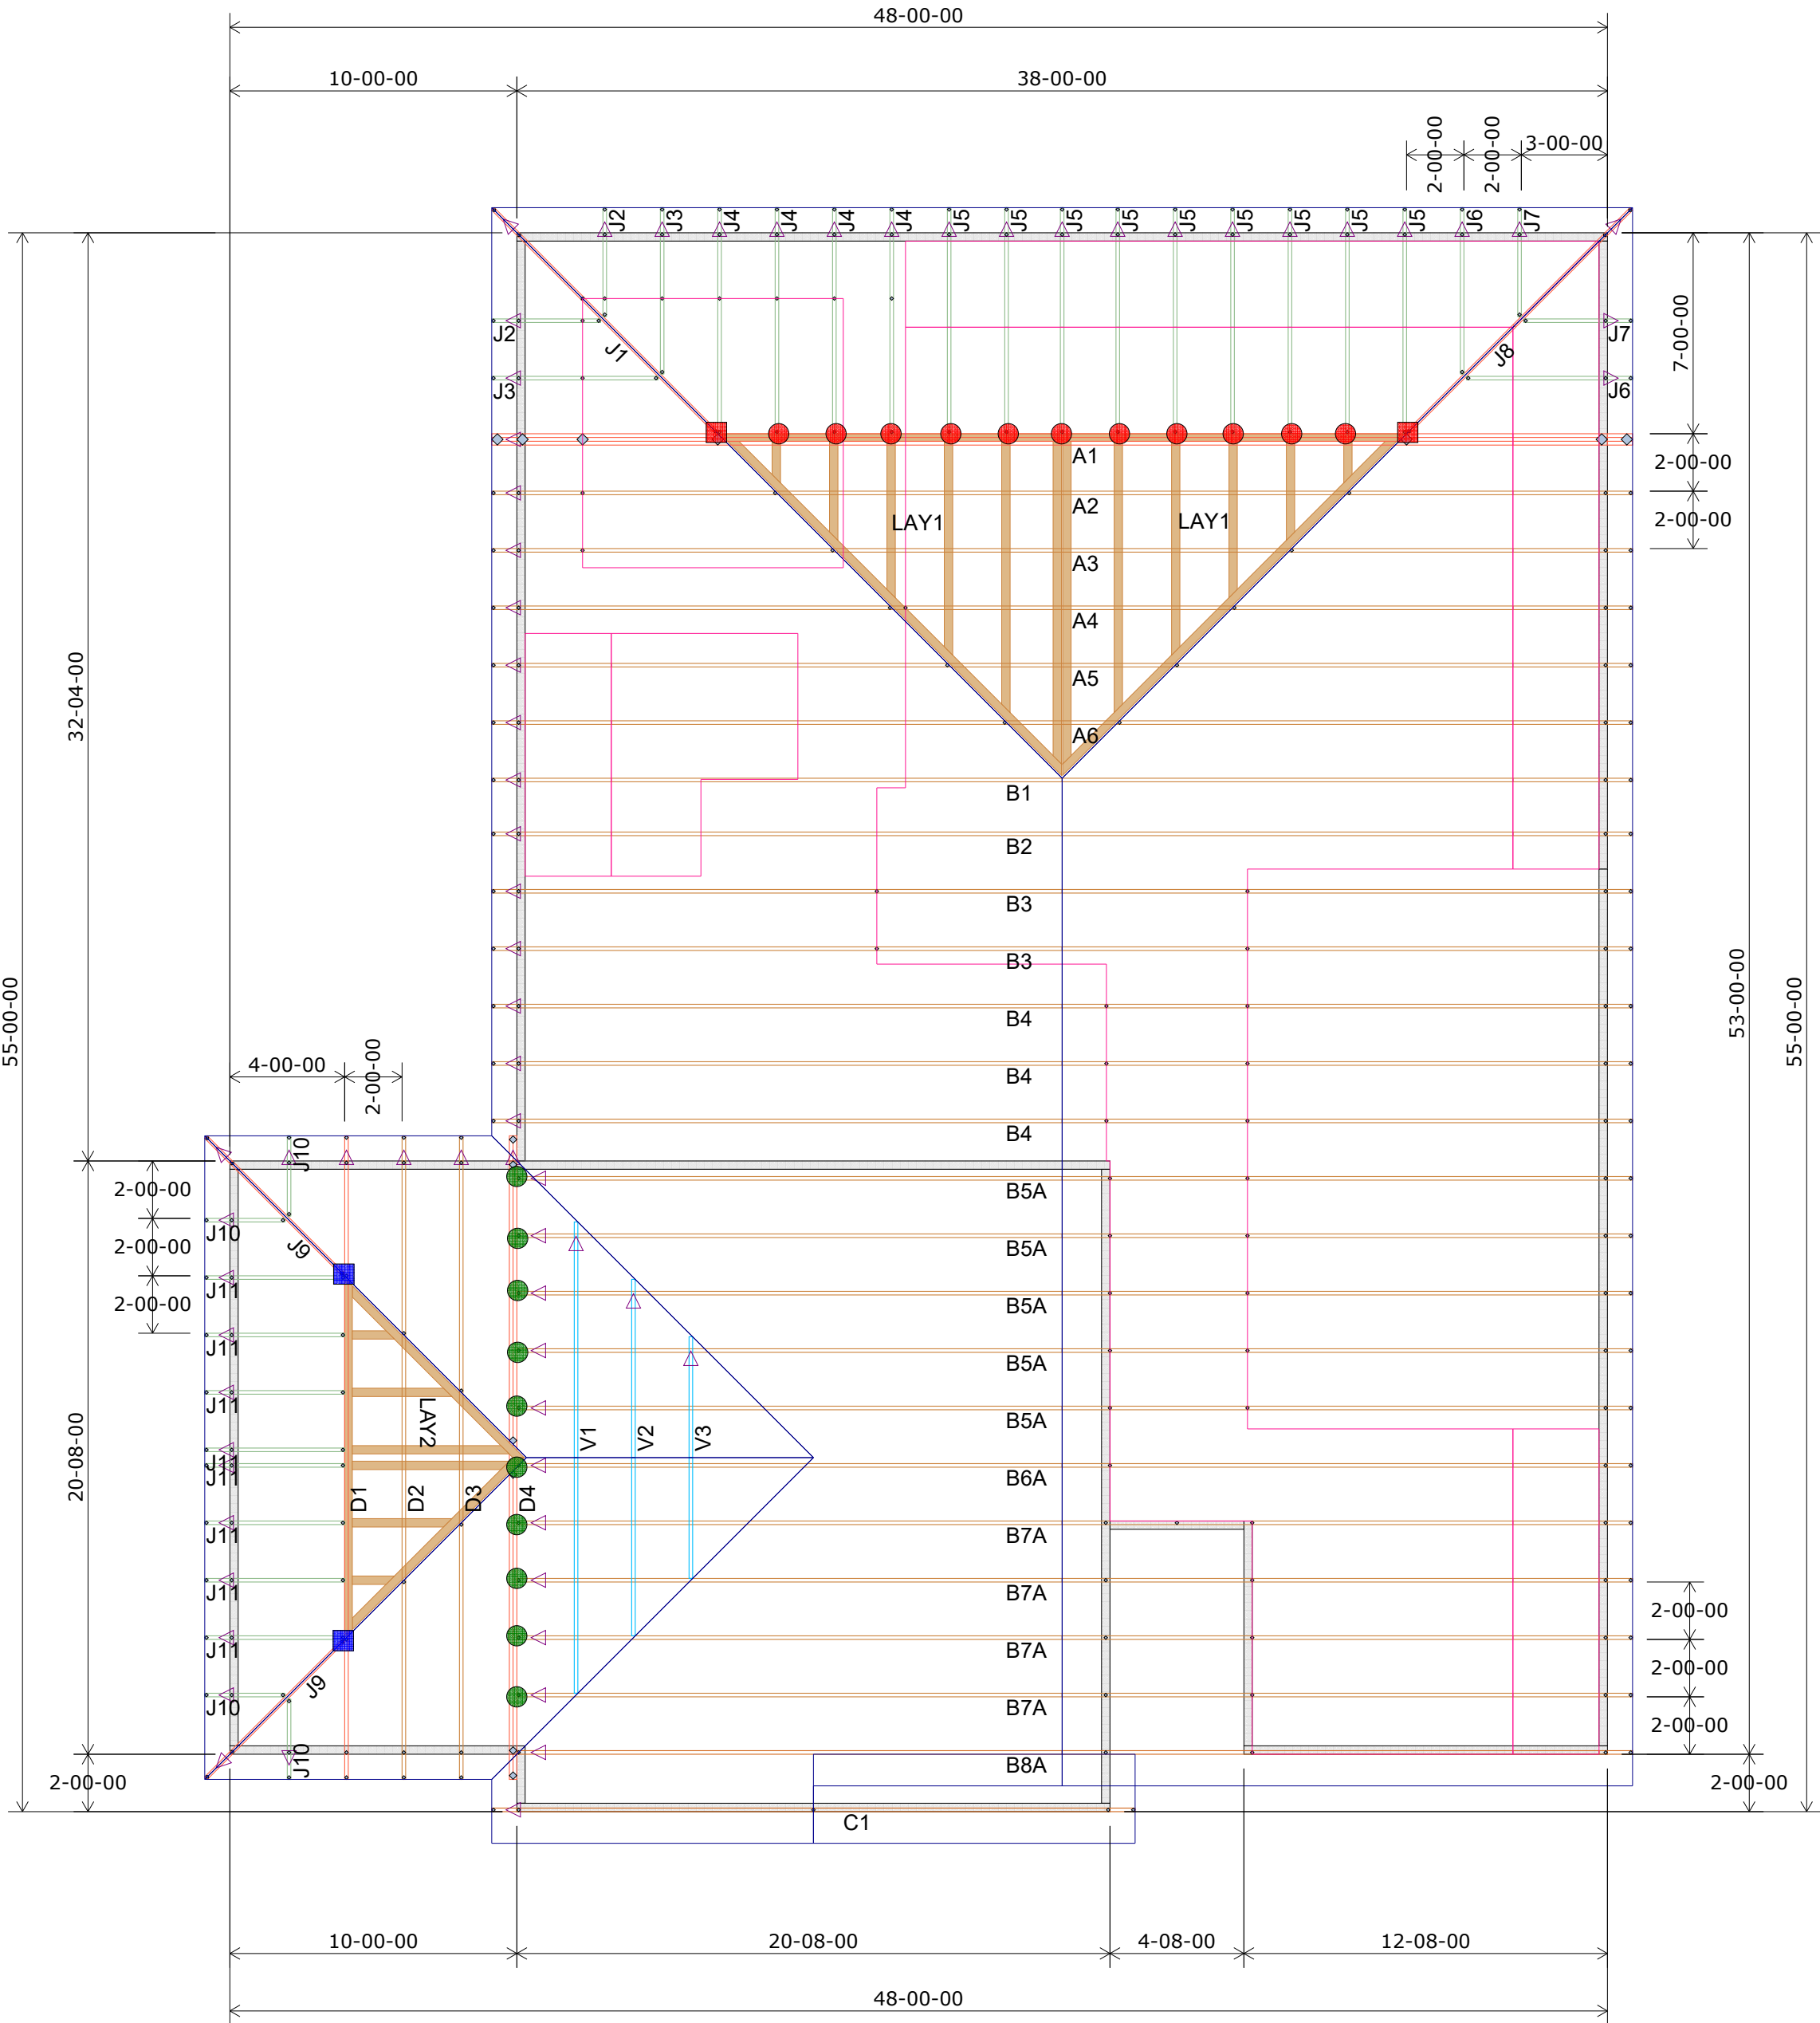 48-00-00
10-00-00
38-00-00
2-00-00
2-00-00
3-00-00
J2
J3
J4
J4
J4
J4
J5
J5
J5
J5
J5
J5
J5
J5
J5
J6
J7
J2
J1
J8
J7
J3
J6
7-00-00
A1
2-00-00
A2
2-00-00
LAY1
LAY1
A3
A4
32-04-00
A5
A6
B1
B2
B3
B3
55-00-00
53-00-00
55-00-00
B4
4-00-00
2-00-00
B4
B4
J10
2-00-00
B5A
J10
J9
2-00-00
B5A
J11
2-00-00
B5A
J11
B5A
J11
LAY2
V1
V2
V3
B5A
J11
J11
20-08-00
D1
D2
D3
D4
B6A
J11
B7A
J11
B7A
2-00-00
J11
B7A
2-00-00
J9
J10
B7A
2-00-00
J10
B8A
2-00-00
2-00-00
C1
10-00-00
20-08-00
4-08-00
12-08-00
48-00-00